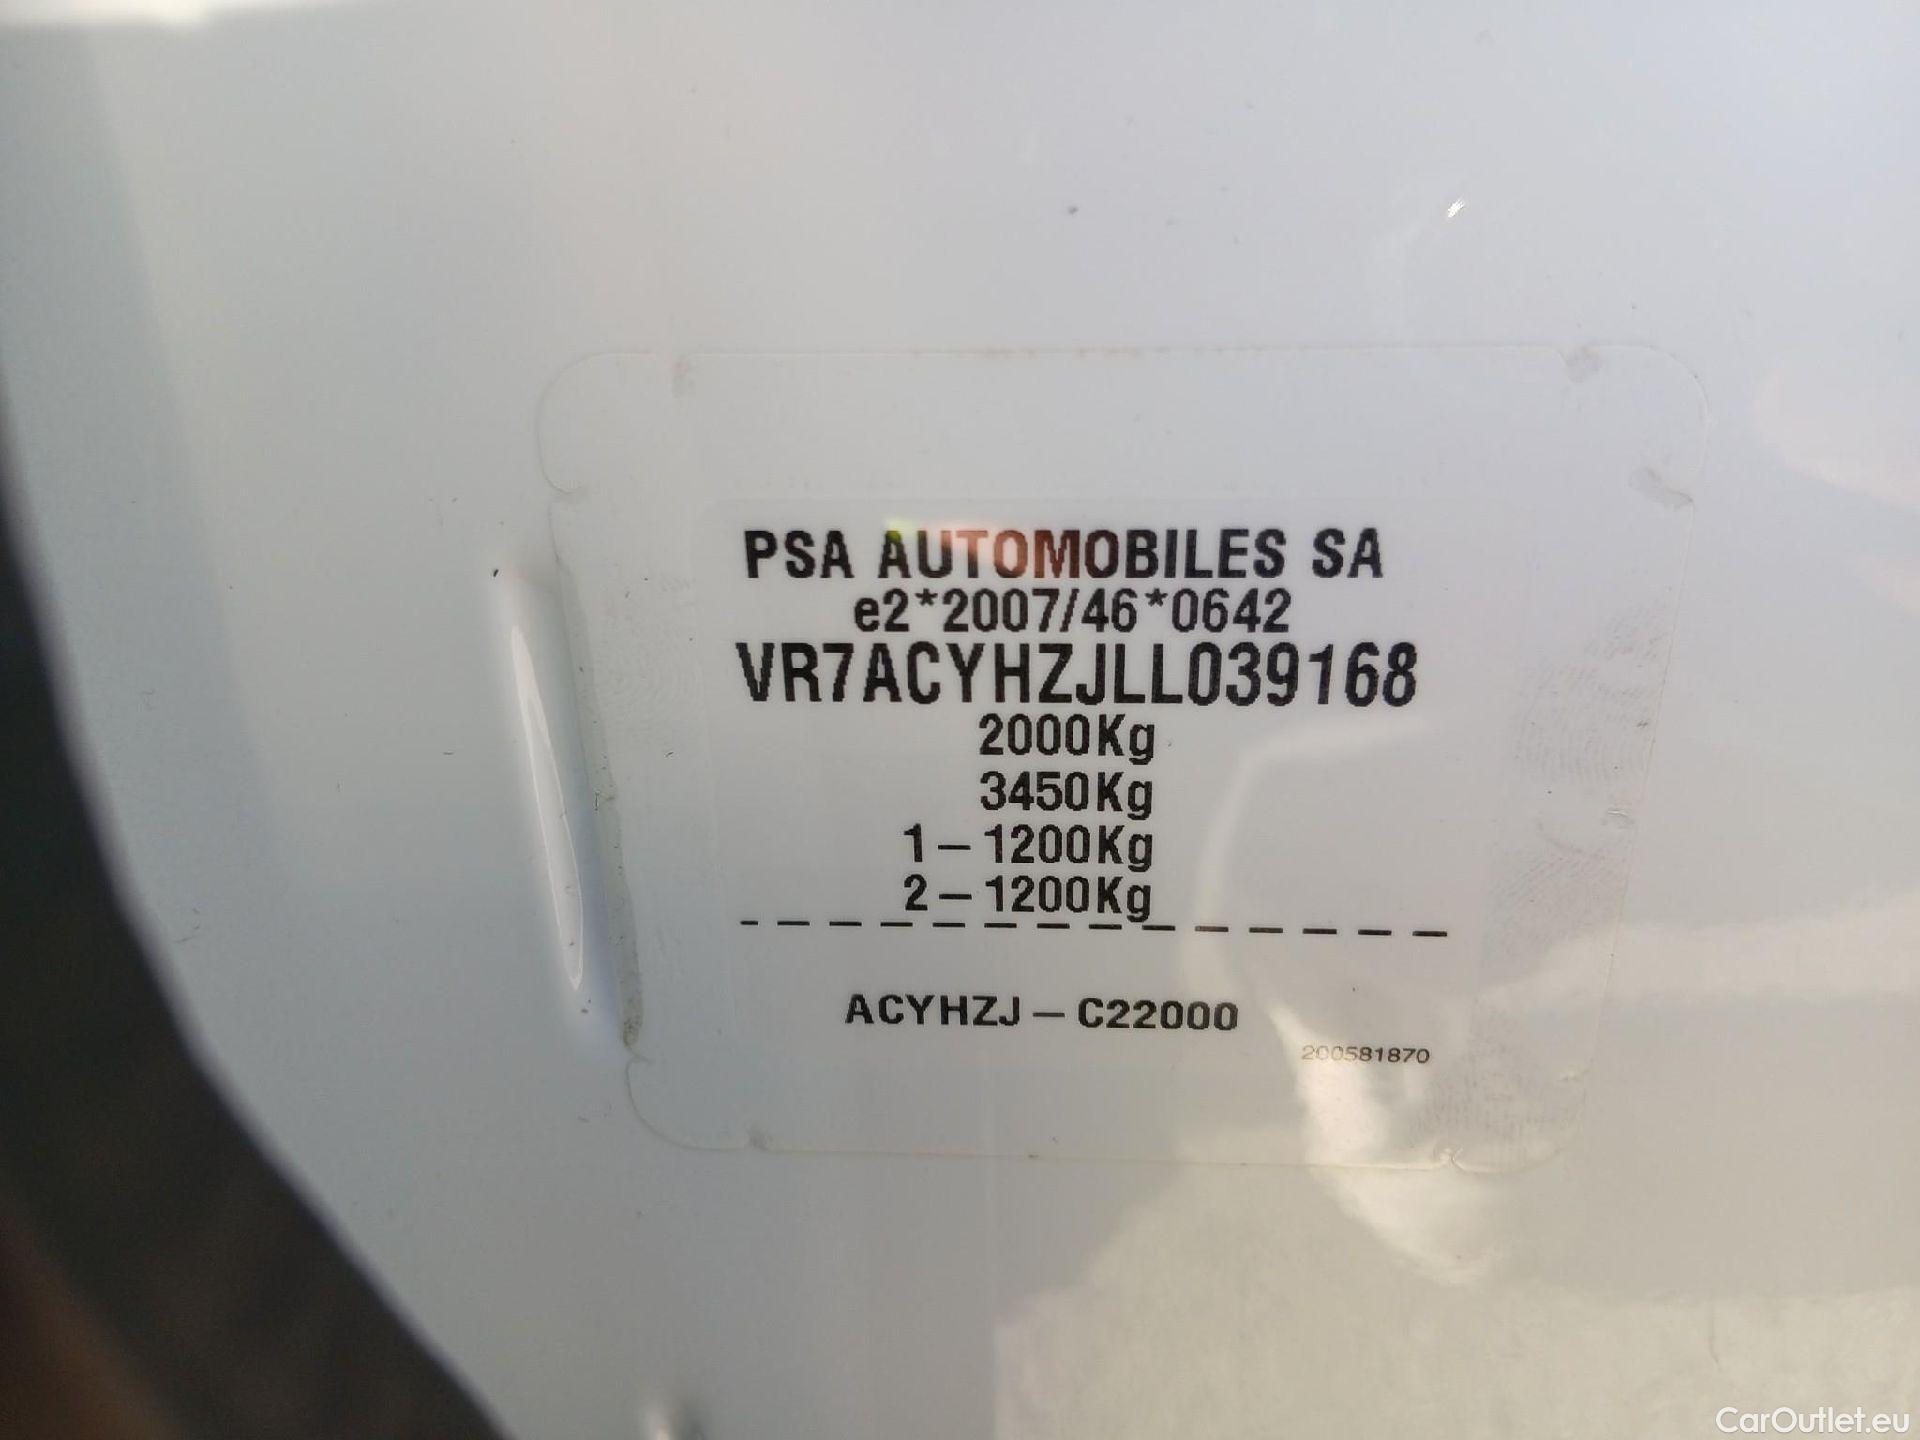 PSA AUTOMOBILES SA
e2*2007/46*0642
VR7ACYHZJLL039168
2000Kg
3450Kg
1-1200Kg
2-1200Kg
ACYHZJ-C22000
200581870
CarOutlet.eu